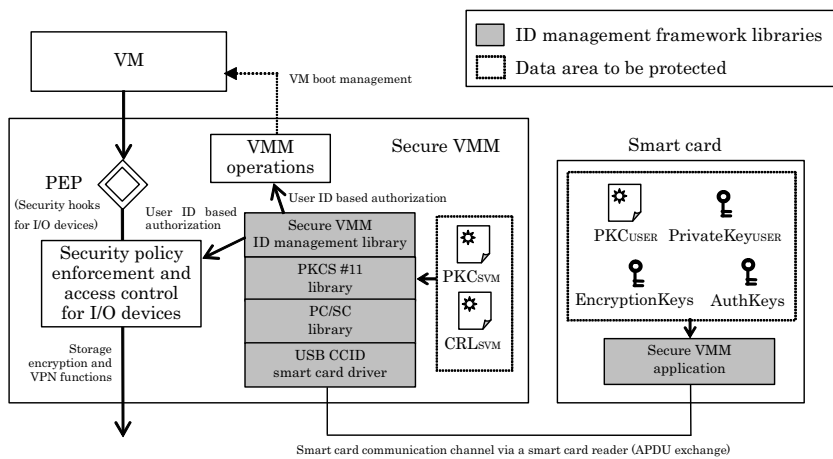 ID management framework libraries
Data area to be protected
VM
VM boot management
Secure VMM
VMM
operations
PEP
(Security hooks
for I/O devices)
User ID based
authorization
User ID based authorization
Security policy
enforcement and
access control
for I/O devices
Secure VMM
ID management library
PKCS #11
library
PC/SC
library
USB CCID
smart card driver
PKCSVM
CRLSVM
Storage
encryption and
VPN functions
Smart card
PKCUSER
PrivateKeyUSER
EncryptionKeys
AuthKeys
Secure VMM
application
Smart card communication channel via a smart card reader (APDU exchange)